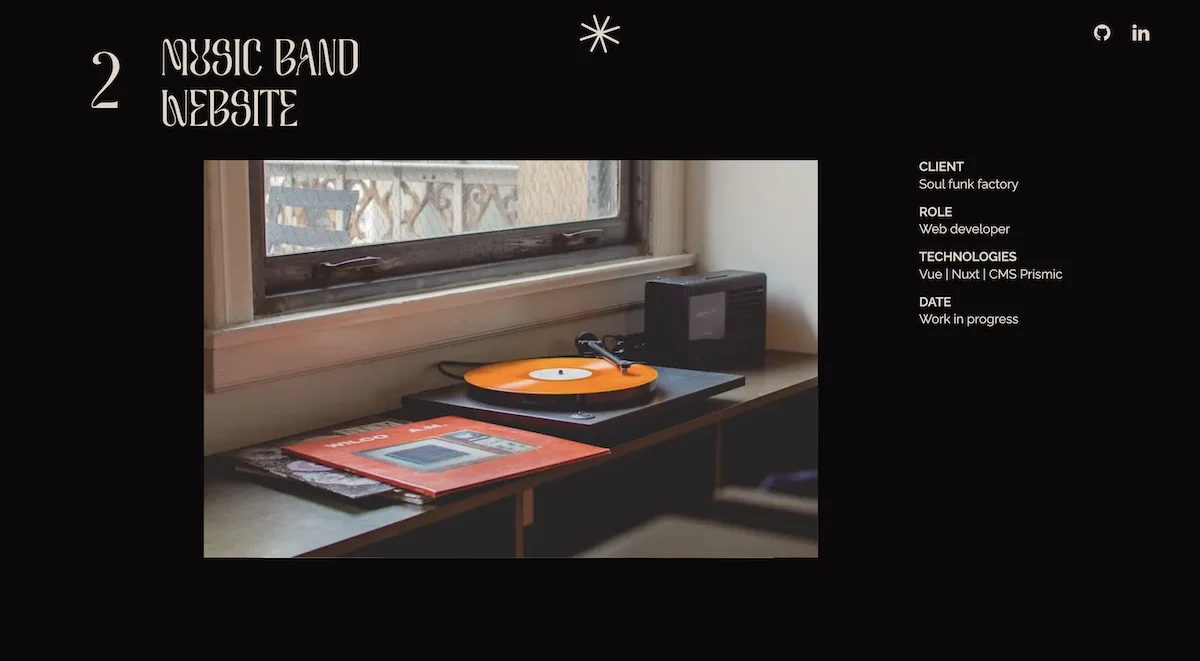 2
MUSIC BAND
WEBSITE
in
CLIENT
Soul funk factory
ROLE
Web developer
TECHNOLOGIES
Vue | Nuxt | CMS Prismic
DATE
Work in progress
WILCO A.M.